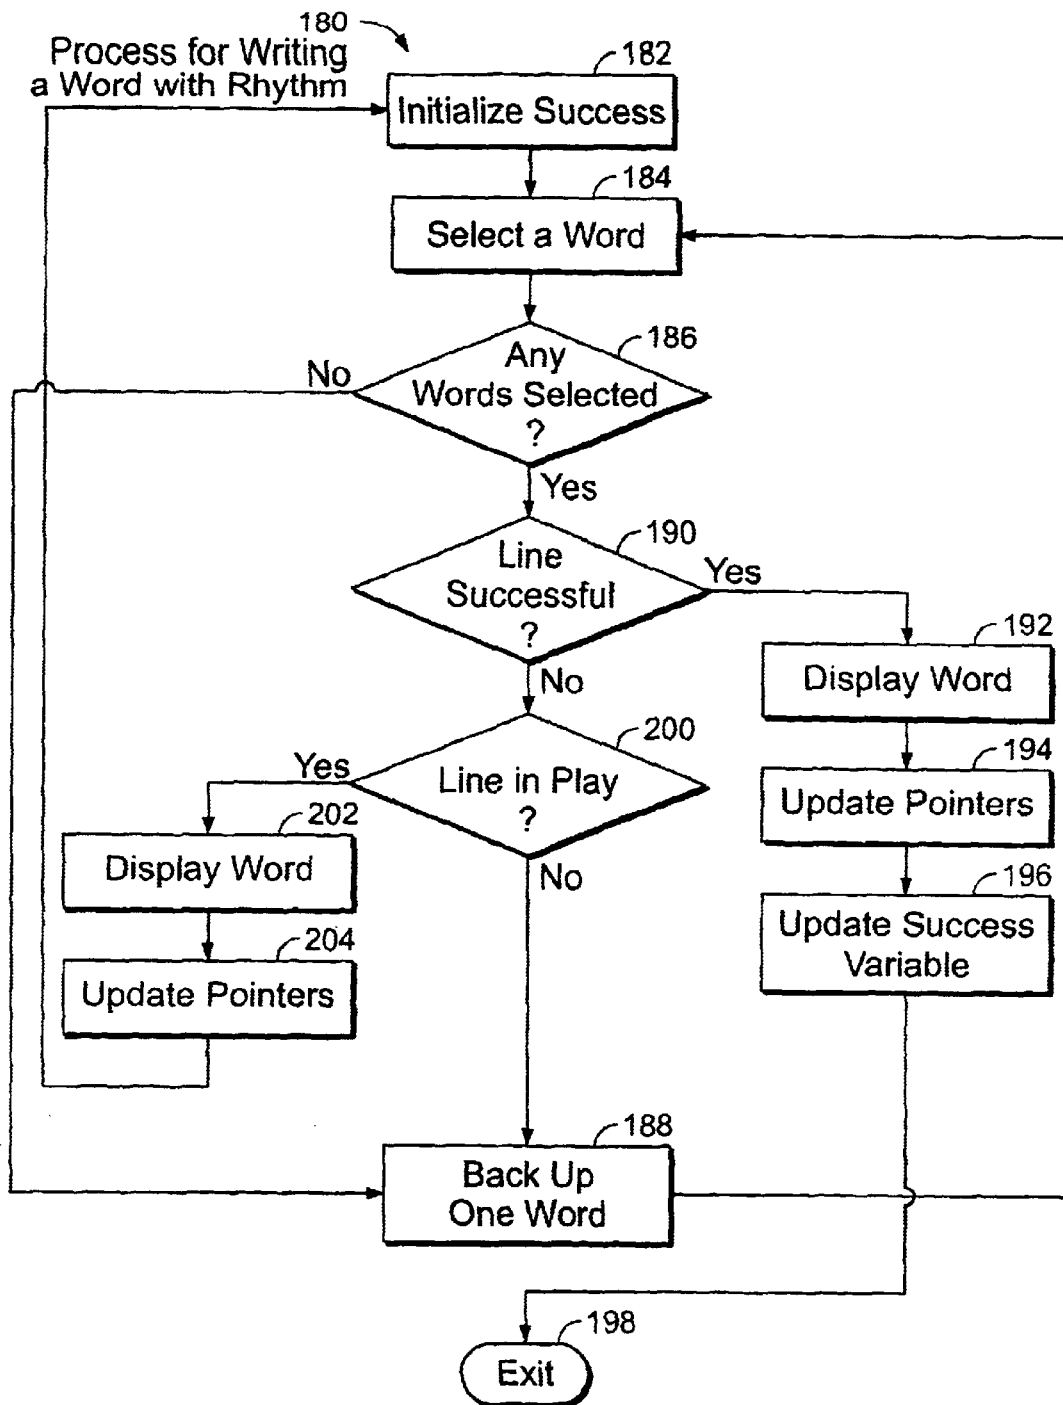 180
Process for Writing
a Word with Rhythm
182
Initialize Success
184
Select a Word
186
Any
Words Selected
?
No
Yes
190
Line
Successful
?
Yes
No
192
Display Word
194
Update Pointers
196
Update Success
Variable
200
Line in Play
?
Yes
No
202
Display Word
204
Update Pointers
188
Back Up
One Word
198
Exit